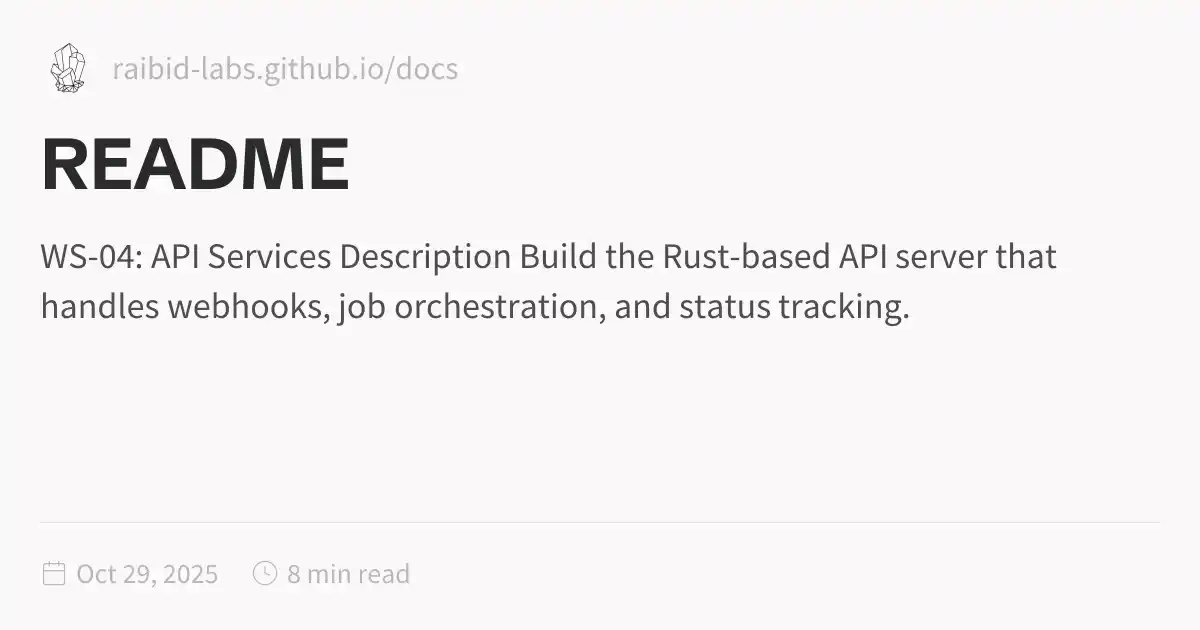 raibid-labs.github.io/docs
README
WS-04: API Services Description Build the Rust-based API server that
handles webhooks, job orchestration, and status tracking.
Oct 29, 2025 8 min read